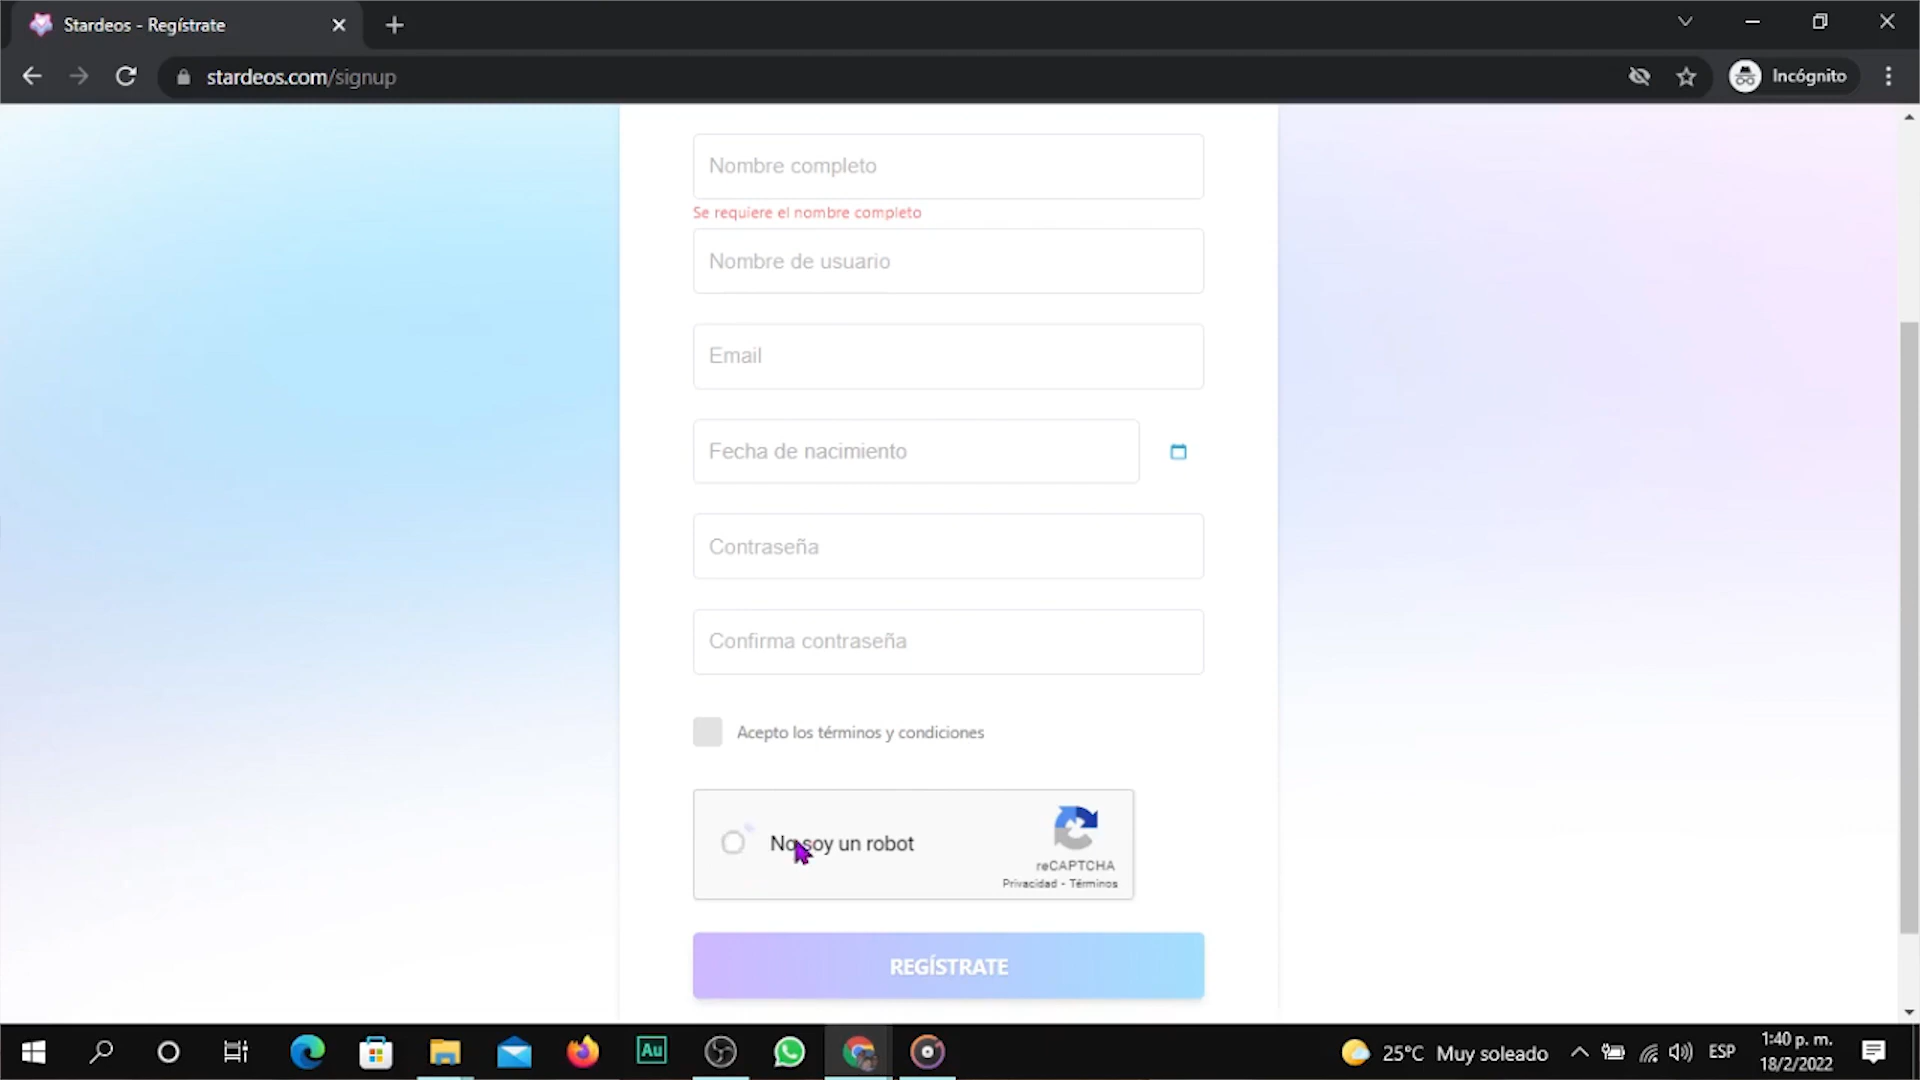 Stardeos - Regístrate
stardeos.com/signup
Incógnito
Nombre completo
Se requiere el nombre completo
Nombre de usuario
Email
Fecha de nacimiento
Contraseña
Confirma contraseña
Acepto los términos y condiciones
No soy un robot
reCAPTCHA
Privacidad - Términos
REGÍSTRATE
Au
25°C Muy soleado
ESP
1:40 p. m.
18/2/2022